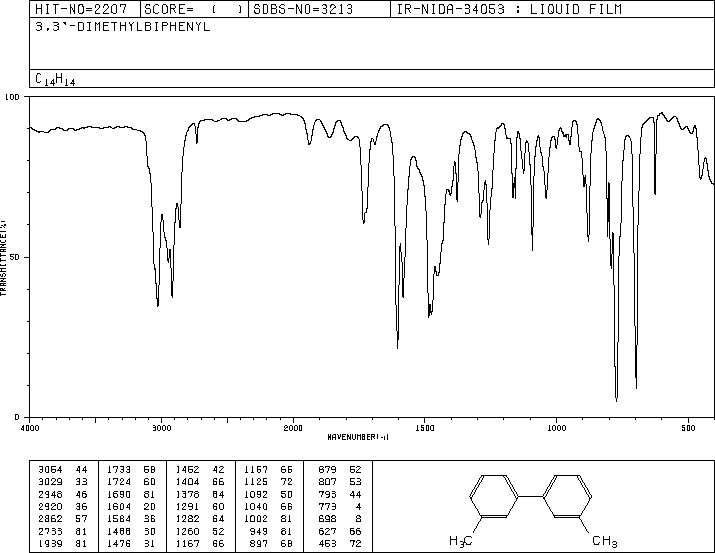 HIT-NO=2207 SCORE= ( ) SDBS-NO=3213 IR-NIDA-34053 : LIQUID FILM
3,3'-DIMETHYLBIPHENYL
C14H14
100
50
0
TRANSMITTANCE(%)
4000 3000 2000 1500 1000 500
WAVENUMBER(-1)
3054 44 1733 58 1452 42 1157 66 879 52
3029 33 1724 60 1404 66 1125 72 807 53
2948 46 1690 81 1378 64 1092 50 793 44
2920 36 1604 20 1291 60 1040 66 773 4
2862 57 1584 36 1282 64 1002 81 698 8
2733 81 1488 30 1260 52 949 81 627 66
1939 81 1476 31 1167 66 897 68 453 72
H3C CH3